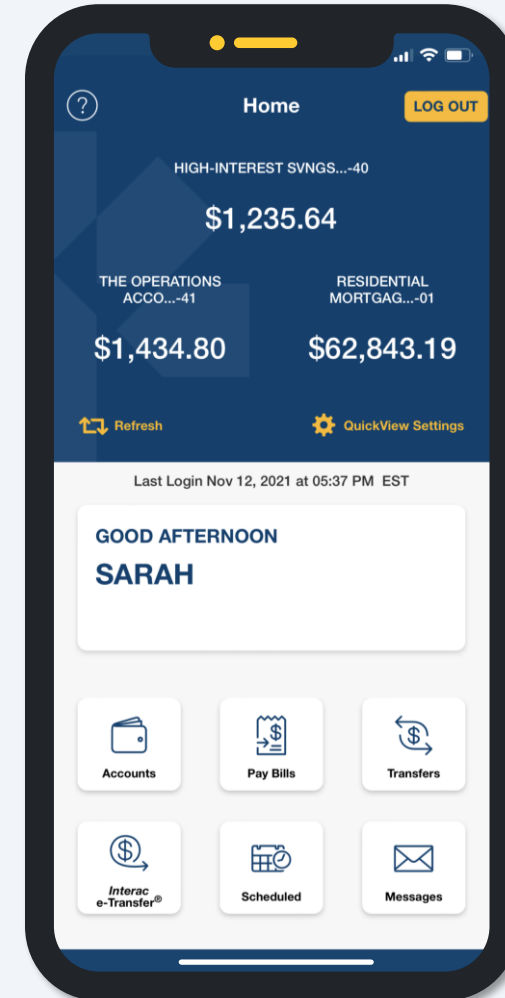 ?
Home
LOG OUT
HIGH-INTEREST SVNGS...-40
$1,235.64
THE OPERATIONS
ACCO...-41
$1,434.80
RESIDENTIAL
MORTGAG...-01
$62,843.19
Refresh
QuickView Settings
Last Login Nov 12, 2021 at 05:37 PM EST
GOOD AFTERNOON
SARAH
$
Accounts
$
Pay Bills
$
Transfers
Interac
e-Transfer®
Scheduled
Messages